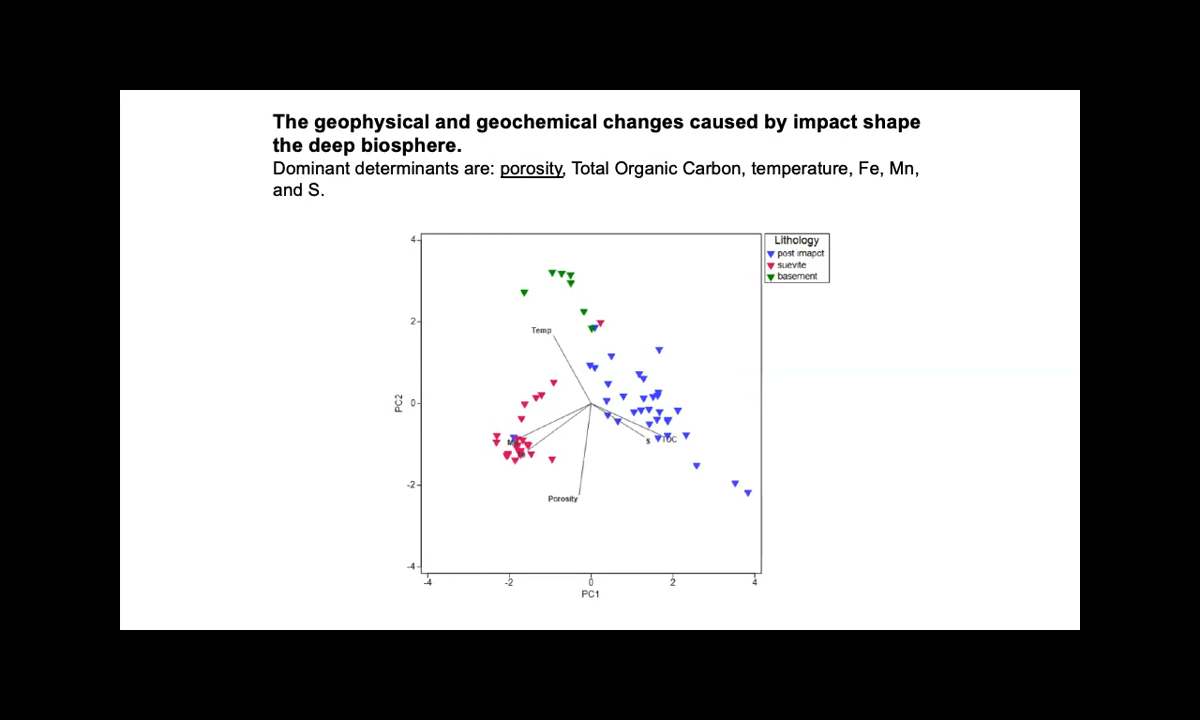 The geophysical and geochemical changes caused by impact shape
the deep biosphere.
Dominant determinants are: porosity, Total Organic Carbon, temperature, Fe, Mn,
and S.
Lithology
post imapct
suevite
basement
4
2
0
-2
-4
PC2
Temp
S
TOC
Porosity
-4
-2
0
2
4
PC1